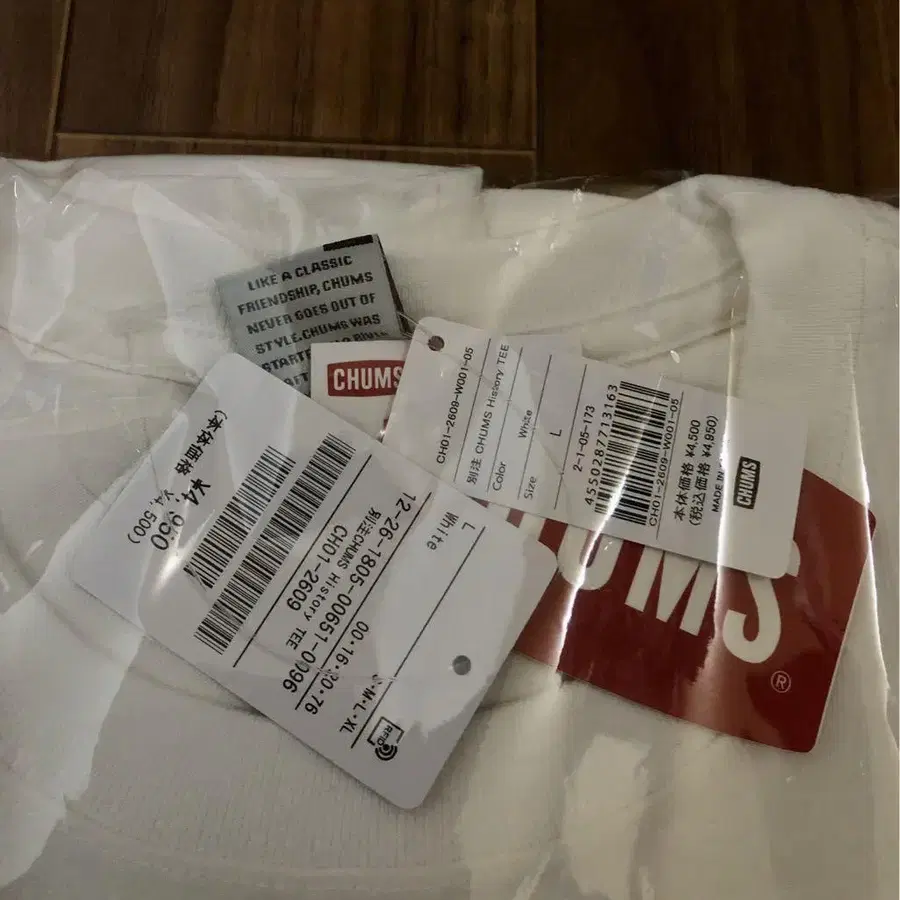 LIKE A CLASSIC
FRIENDSHIP, CHUMS
NEVER GOES OUT OF
STYLE. CHUMS WAS
CHUMS
CH01-2609-W001-05
別注 CHUMS History TEE
Color White
Size L
2-1-05-173
4550287713163
CH01-2609-W001-05
本体価格 ¥4,500
(税込価格 ¥4,950)
MADE IN
CHUMS
L White
12-26-1805-00651-0096
別注CHUMS History TEE
CH01-2609
00・16・80・76
S・M・L・XL
RFID
¥4,950
(本体価格 ¥4,500)
UMS
®